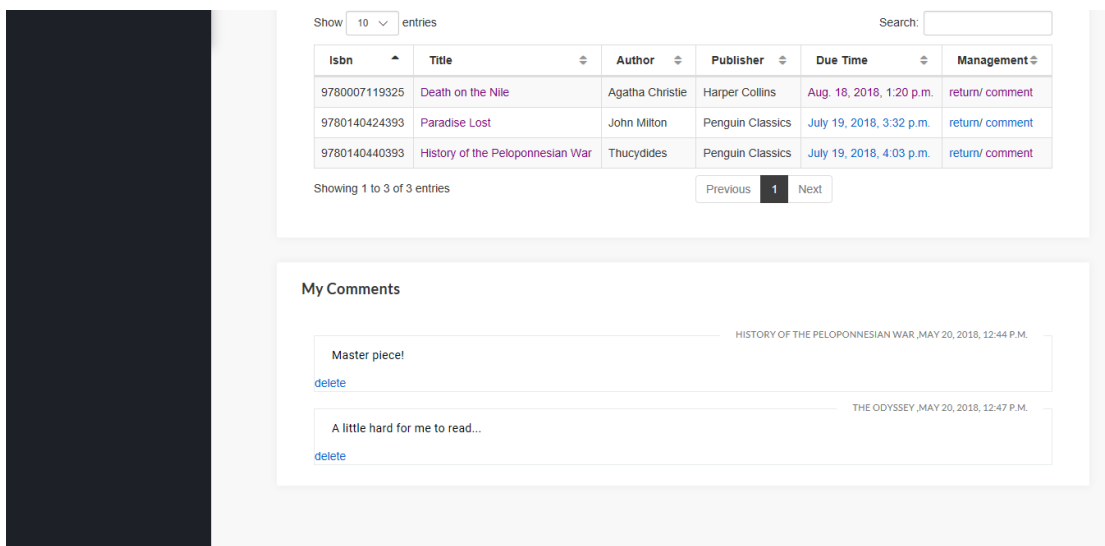 Show 10 entries Search:
Isbn Title Author Publisher Due Time Management
9780007119325 Death on the Nile Agatha Christie Harper Collins Aug. 18, 2018, 1:20 p.m. return/ comment
9780140424393 Paradise Lost John Milton Penguin Classics July 19, 2018, 3:32 p.m. return/ comment
9780140440393 History of the Peloponnesian War Thucydides Penguin Classics July 19, 2018, 4:03 p.m. return/ comment
Showing 1 to 3 of 3 entries Previous 1 Next
My Comments
HISTORY OF THE PELOPONNESIAN WAR ,MAY 20, 2018, 12:44 P.M.
Master piece!
delete
THE ODYSSEY ,MAY 20, 2018, 12:47 P.M.
A little hard for me to read...
delete